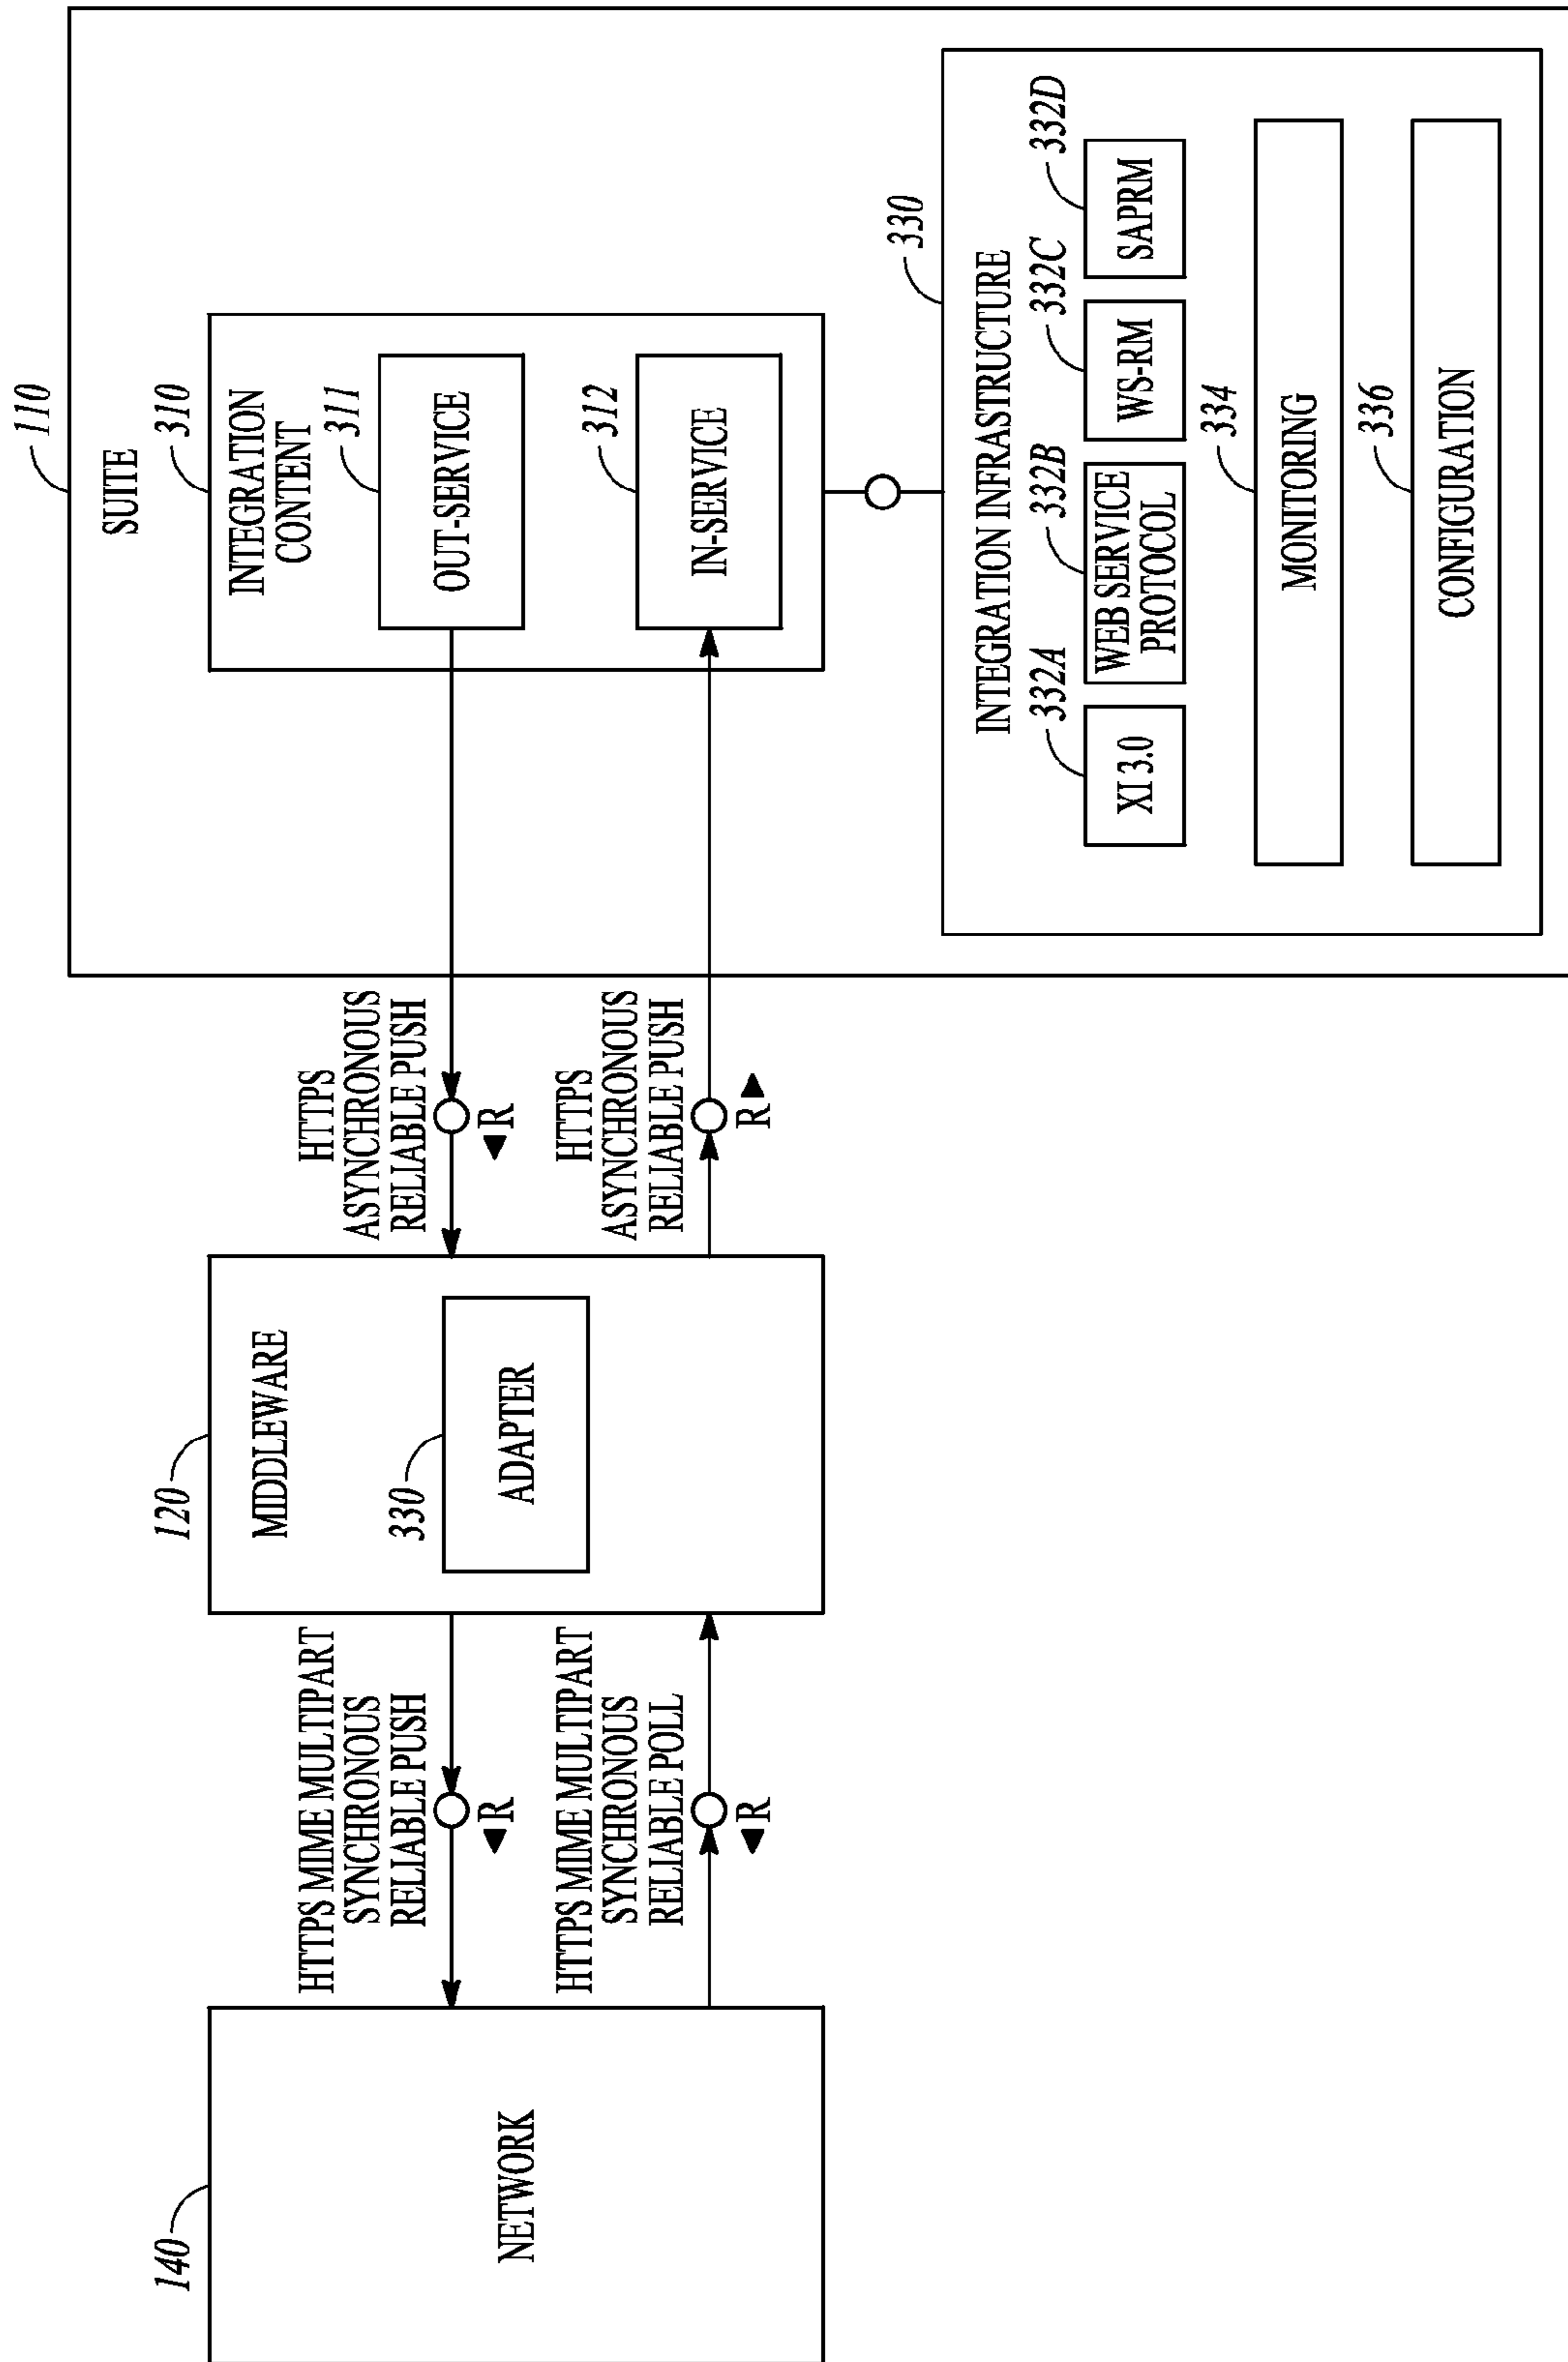 140
NETWORK
HTTPS MIME MULTIPART
SYNCHRONOUS
RELIABLE PUSH
◀R
HTTPS MIME MULTIPART
SYNCHRONOUS
RELIABLE POLL
◀R
120
MIDDLEWARE
330
ADAPTER
HTTPS
ASYNCHRONOUS
RELIABLE PUSH
◀R
HTTPS
ASYNCHRONOUS
RELIABLE PUSH
R▶
110
SUITE
310
INTEGRATION
CONTENT
311
OUT-SERVICE
312
IN-SERVICE
330
INTEGRATION INFRASTRUCTURE
332A
XI 3.0
332B
WEB SERVICE
PROTOCOL
332C
WS-RM
332D
SAPRM
334
MONITORING
336
CONFIGURATION